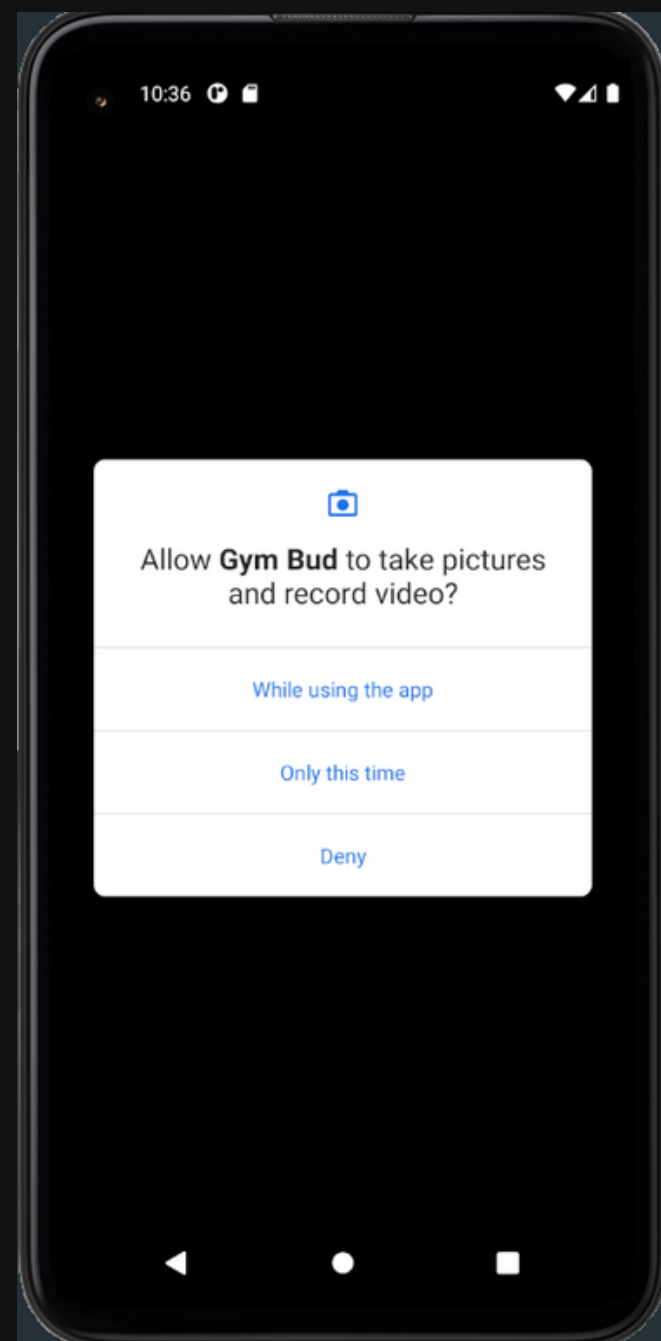 10:36
Allow Gym Bud to take pictures
and record video?
While using the app
Only this time
Deny